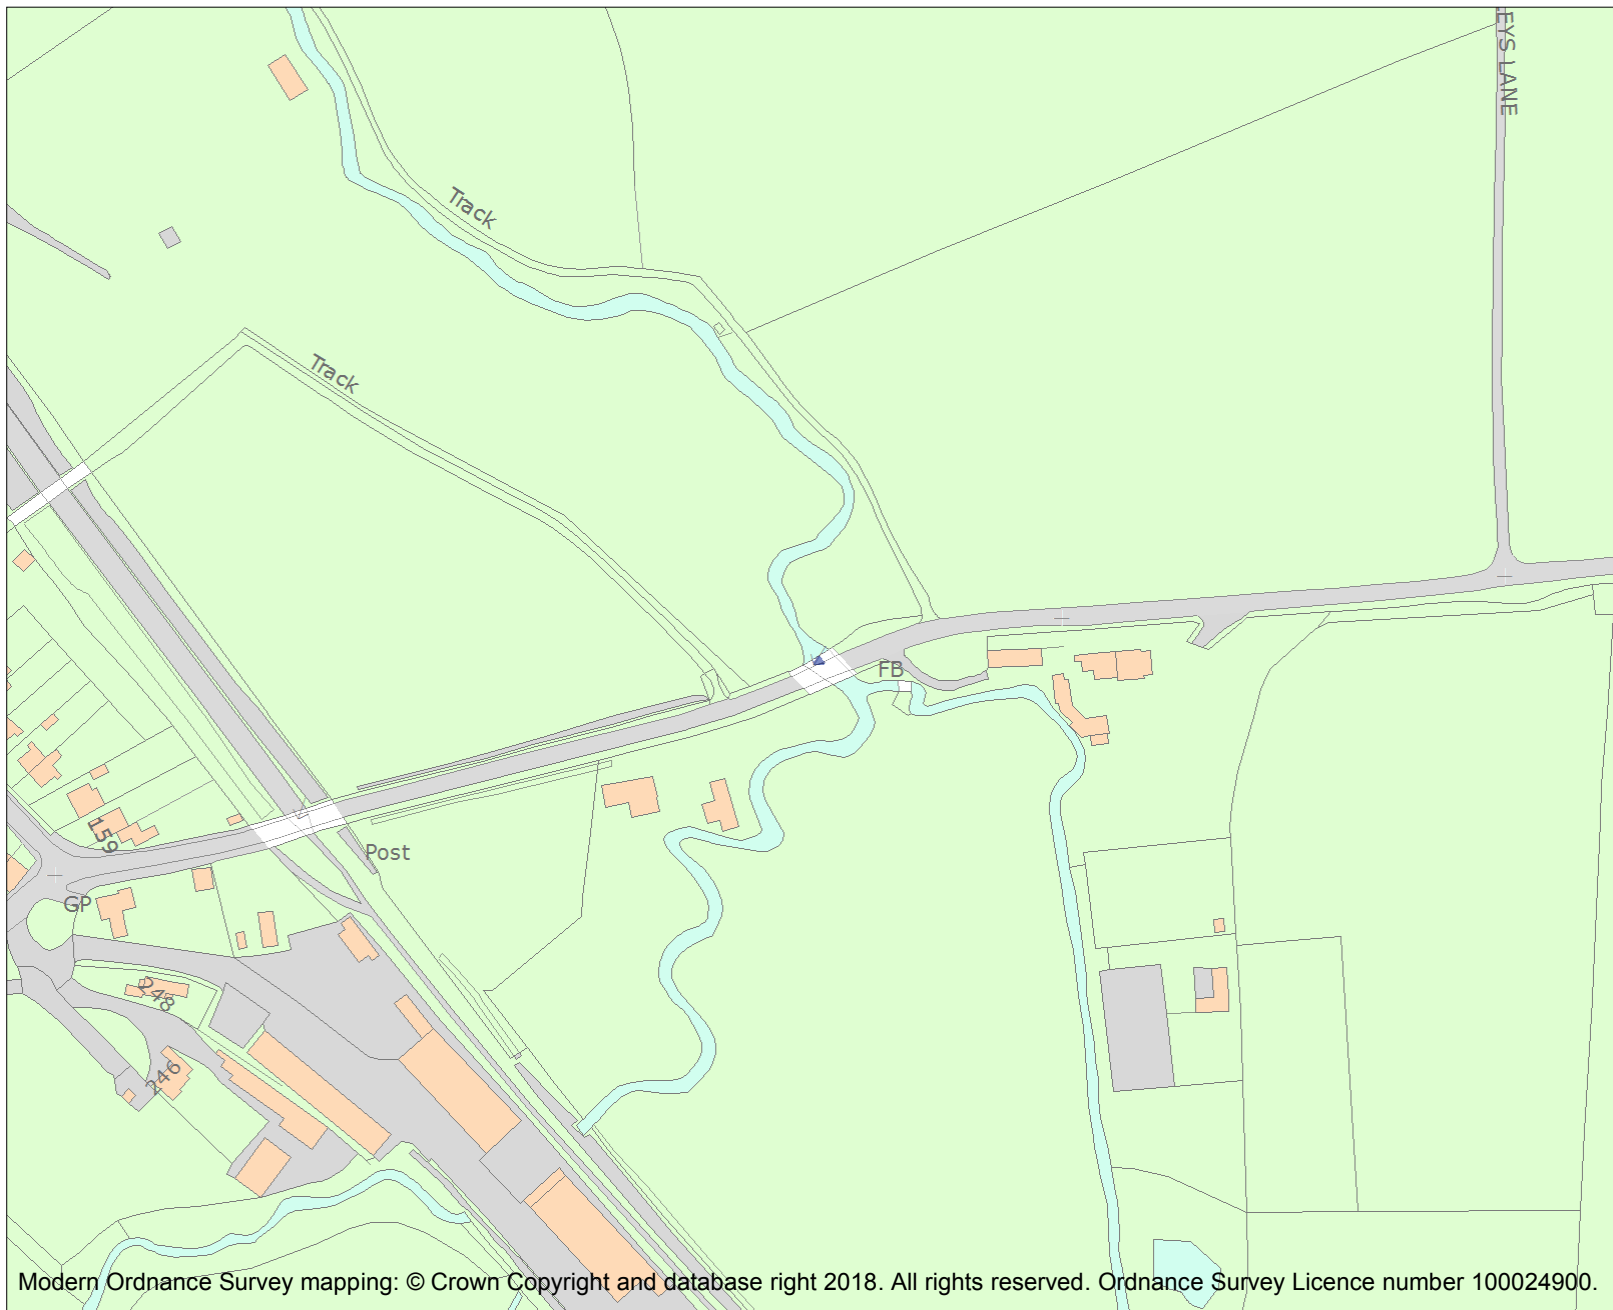 EYS LANE
Track
Track
FB
159
Post
GP
248
246
Modern Ordnance Survey mapping: © Crown Copyright and database right 2018. All rights reserved. Ordnance Survey Licence number 100024900.